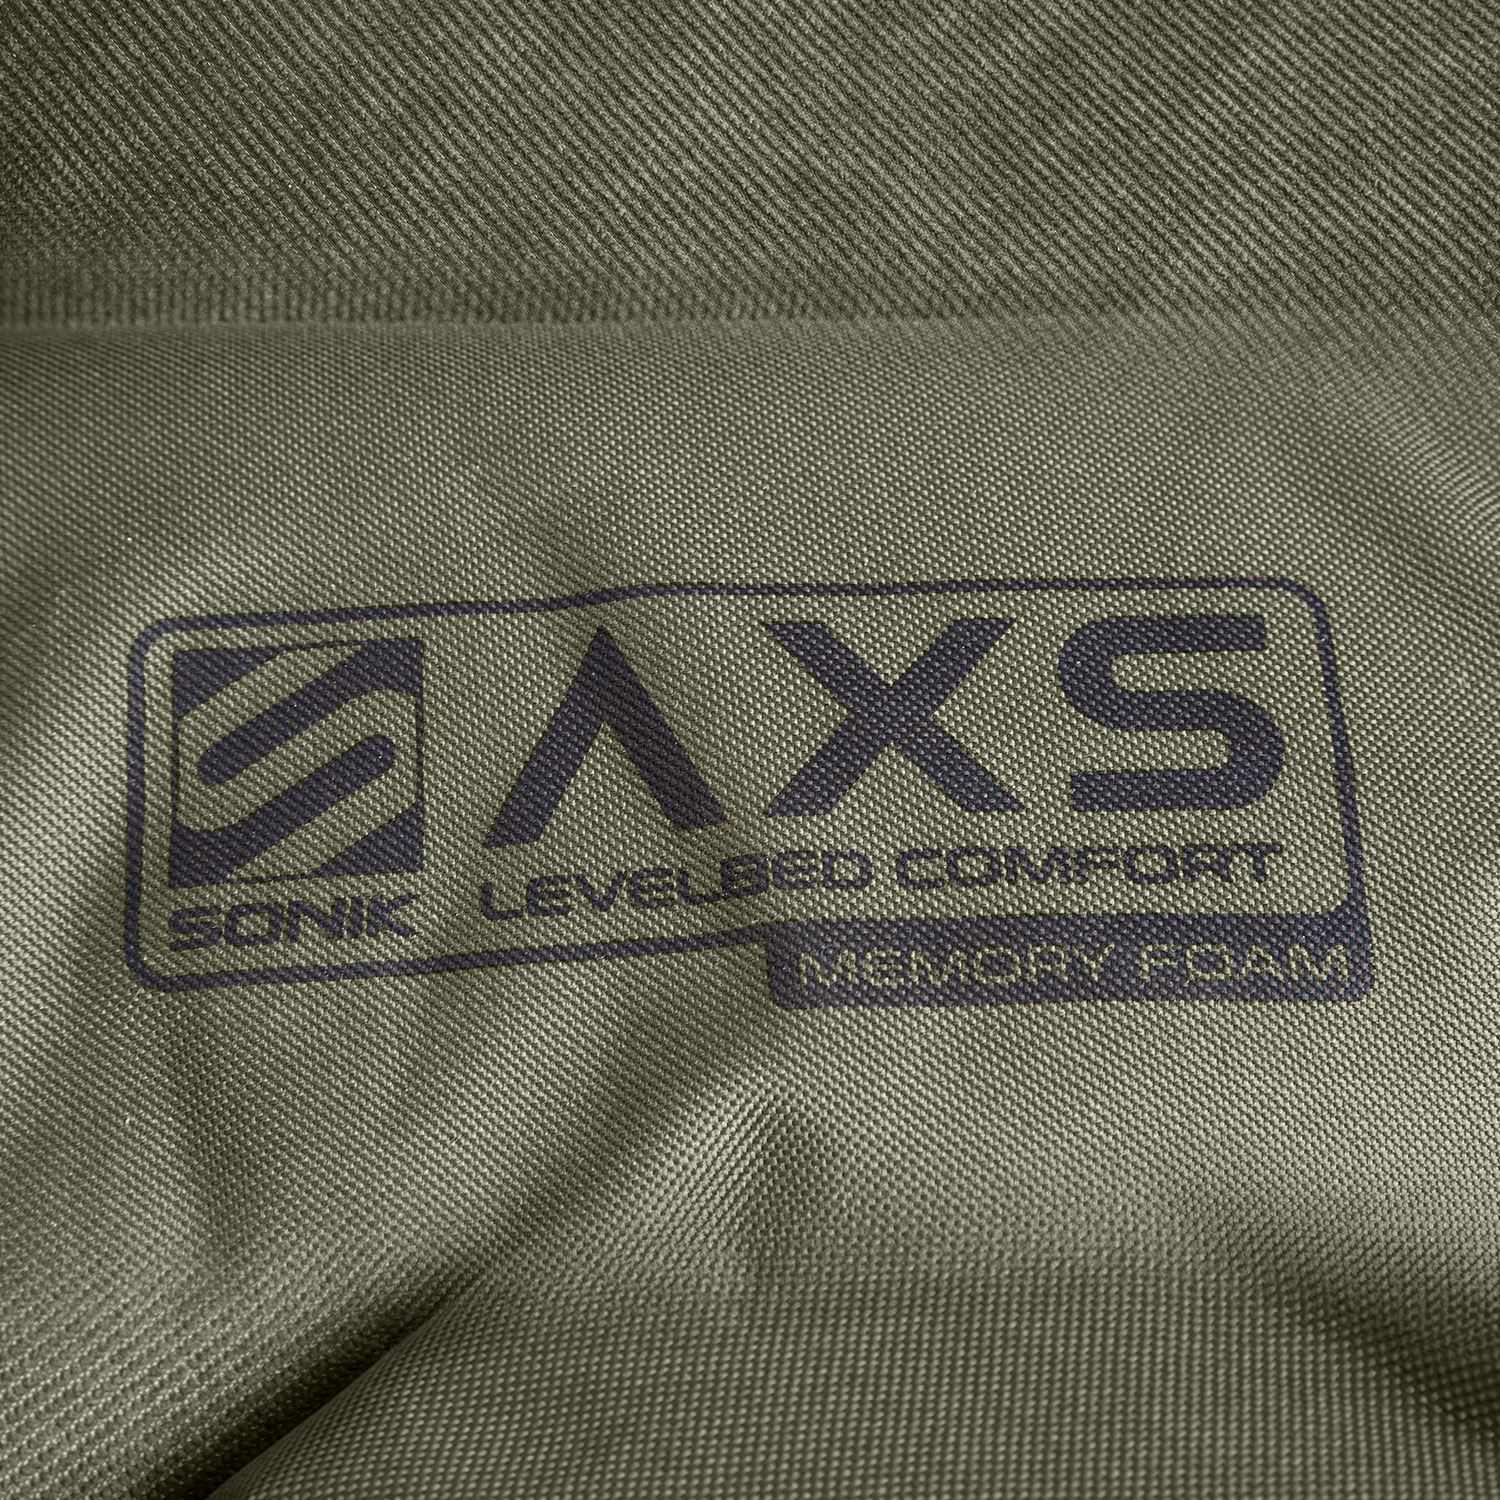 AXS
SONIK
LEVELBED COMFORT
MEMORY FOAM